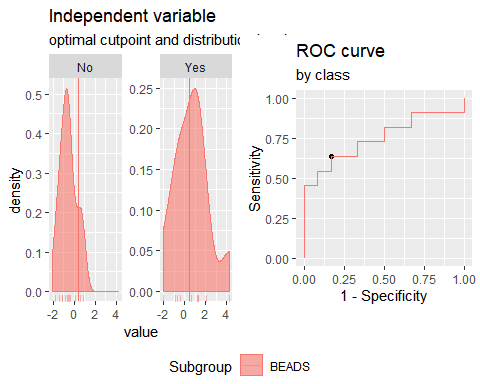 Independent variable
optimal cutpoint and distributio
No
Yes
density
0.5
0.4
0.3
0.2
0.1
0.0
0.25
0.20
0.15
0.10
0.05
0.00
-2 0 2 4
-2 0 2 4
value
ROC curve
by class
Sensitivity
1.00
0.75
0.50
0.25
0.00
0.00 0.25 0.50 0.75 1.00
1 - Specificity
Subgroup BEADS